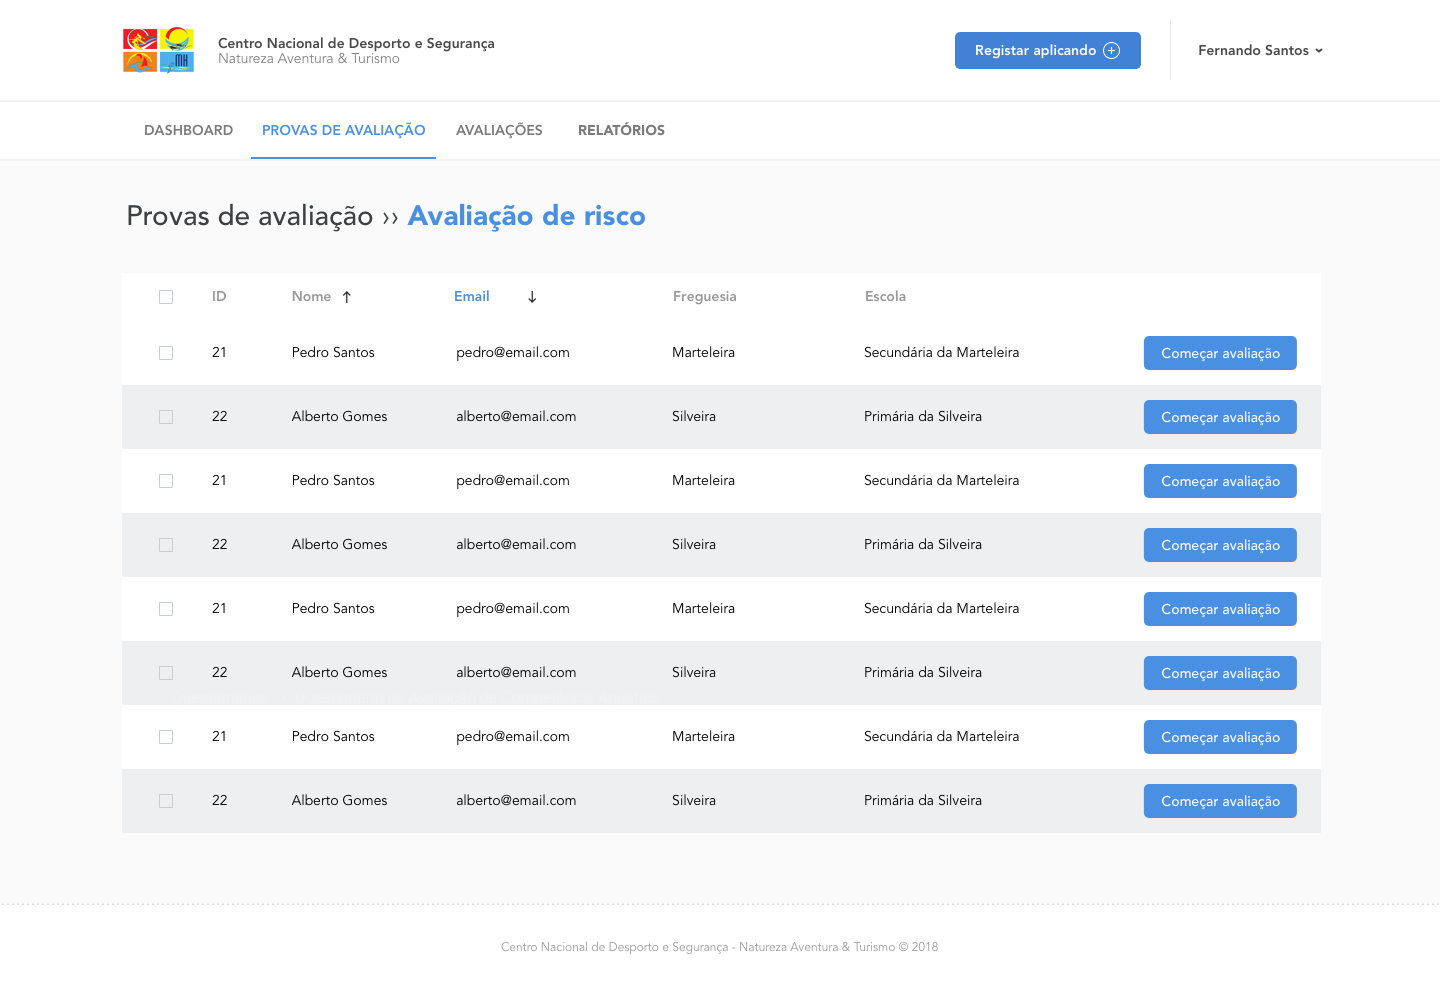 Centro Nacional de Desporto e Segurança
Natureza Aventura & Turismo
Registar aplicando
Fernando Santos
DASHBOARD PROVAS DE AVALIAÇÃO AVALIAÇÕES RELATÓRIOS
Provas de avaliação ›› Avaliação de risco
ID Nome ↑ Email ↓ Freguesia Escola
21 Pedro Santos pedro@email.com Marteleira Secundária da Marteleira Começar avaliação
22 Alberto Gomes alberto@email.com Silveira Primária da Silveira Começar avaliação
21 Pedro Santos pedro@email.com Marteleira Secundária da Marteleira Começar avaliação
22 Alberto Gomes alberto@email.com Silveira Primária da Silveira Começar avaliação
21 Pedro Santos pedro@email.com Marteleira Secundária da Marteleira Começar avaliação
22 Alberto Gomes alberto@email.com Silveira Primária da Silveira Começar avaliação
21 Pedro Santos pedro@email.com Marteleira Secundária da Marteleira Começar avaliação
22 Alberto Gomes alberto@email.com Silveira Primária da Silveira Começar avaliação
Centro Nacional de Desporto e Segurança - Natureza Aventura & Turismo © 2018